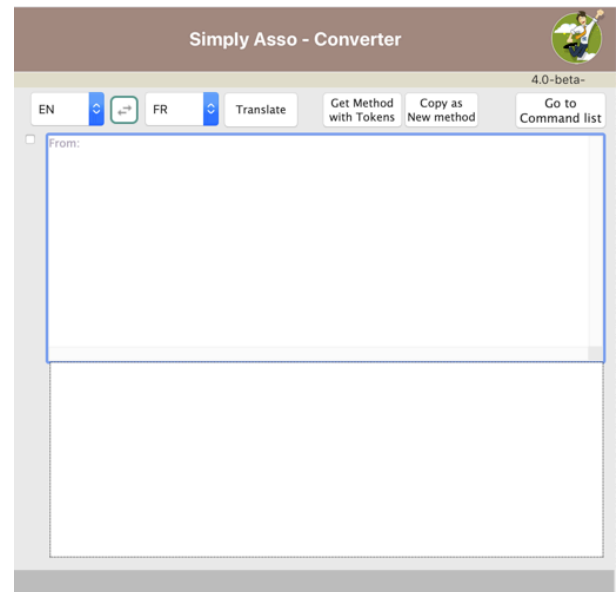 Simply Asso - Converter
4.0-beta-
EN
FR
Translate
Get Method
with Tokens
Copy as
New method
Go to
Command list
From: